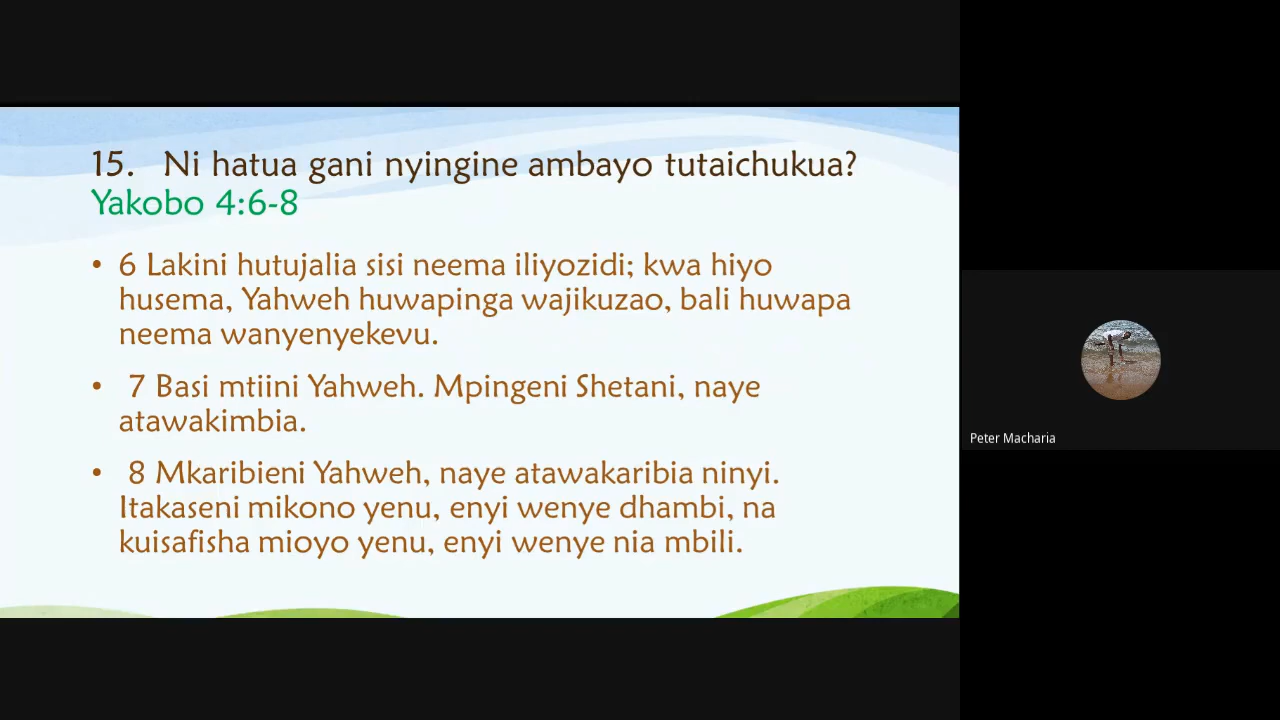 15. Ni hatua gani nyingine ambayo tutaichukua?
Yakobo 4:6-8
• 6 Lakini hutujalia sisi neema iliyozidi; kwa hiyo
husema, Yahweh huwapinga wajikuzao, bali huwapa
neema wanyenyekevu.
• 7 Basi mtiini Yahweh. Mpingeni Shetani, naye
atawakimbia.
• 8 Mkaribieni Yahweh, naye atawakaribia ninyi.
Itakaseni mikono yenu, enyi wenye dhambi, na
kuisafisha mioyo yenu, enyi wenye nia mbili.
Peter Macharia